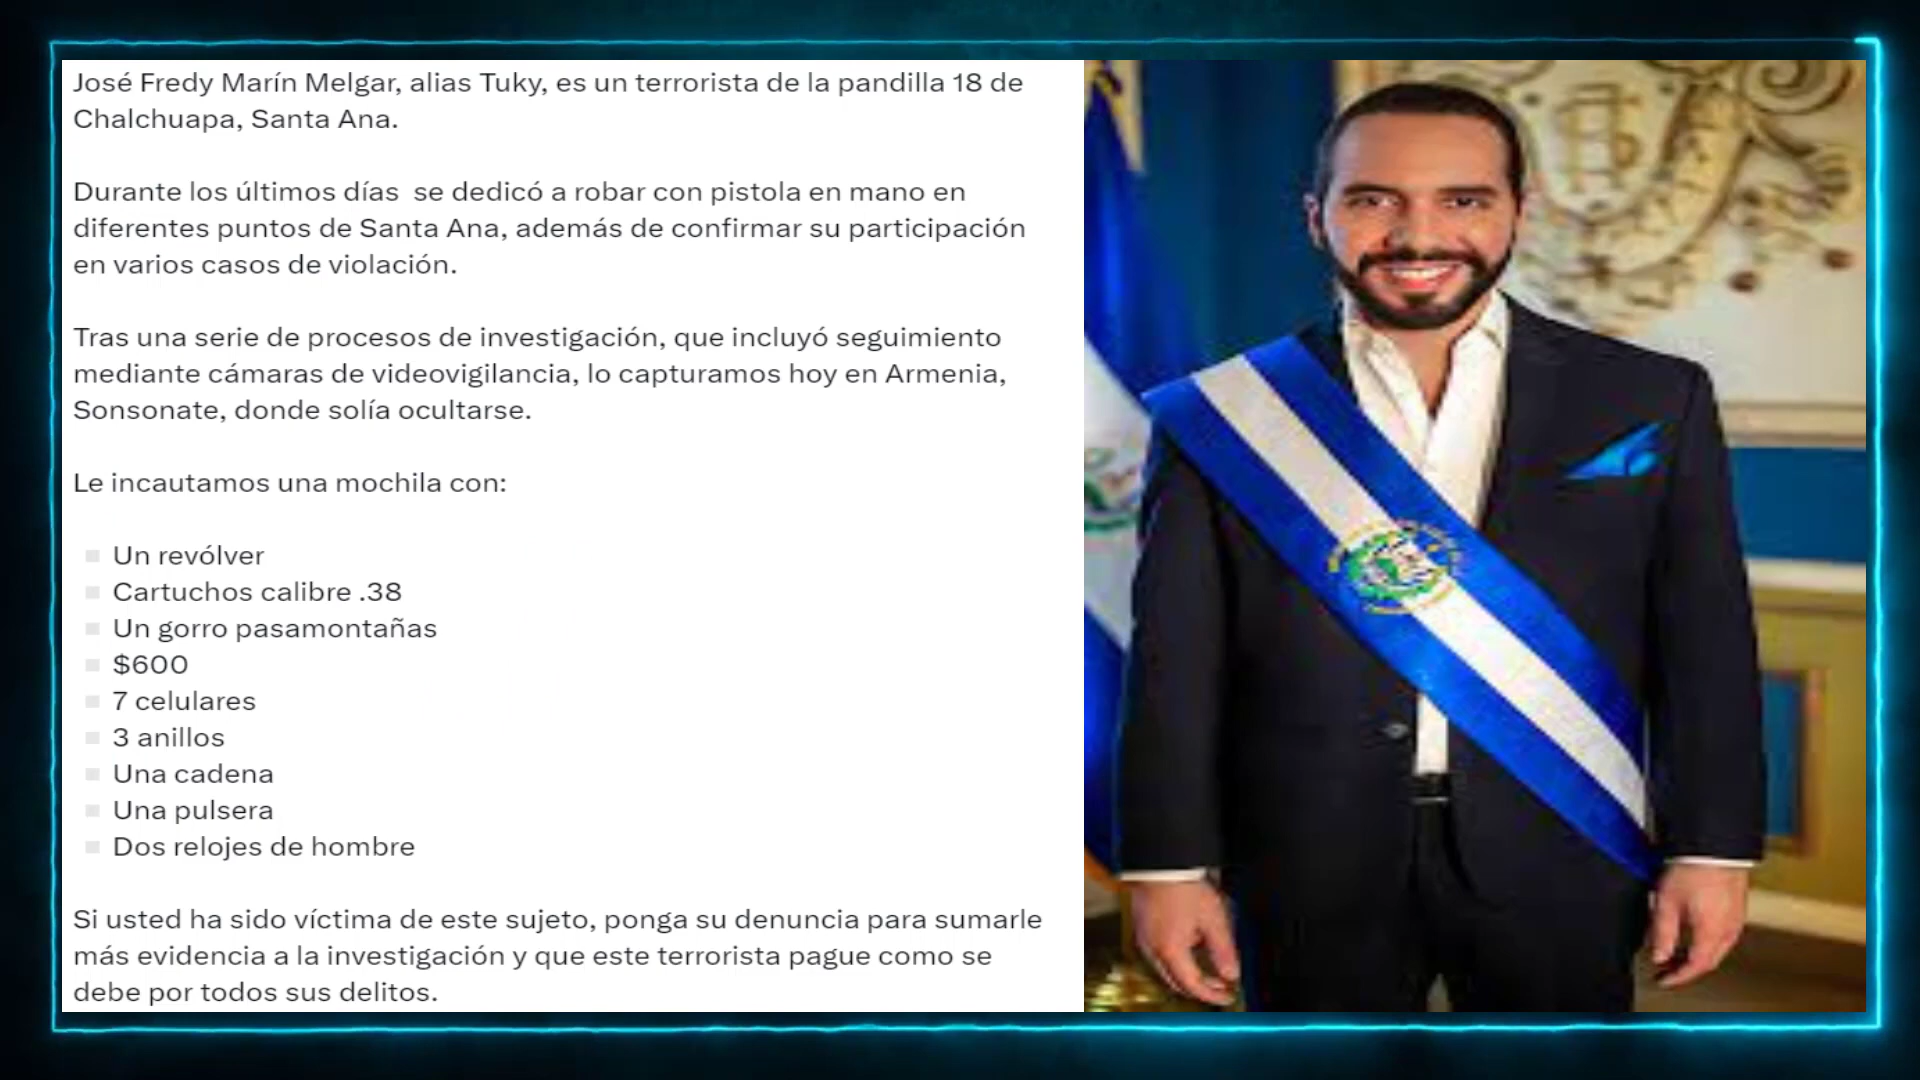 José Fredy Marín Melgar, alias Tuky, es un terrorista de la pandilla 18 de
Chalchuapa, Santa Ana.
Durante los últimos días  se dedicó a robar con pistola en mano en
diferentes puntos de Santa Ana, además de confirmar su participación
en varios casos de violación.
Tras una serie de procesos de investigación, que incluyó seguimiento
mediante cámaras de videovigilancia, lo capturamos hoy en Armenia,
Sonsonate, donde solía ocultarse.
Le incautamos una mochila con:
Un revólver
Cartuchos calibre .38
Un gorro pasamontañas
$600
7 celulares
3 anillos
Una cadena
Una pulsera
Dos relojes de hombre
Si usted ha sido víctima de este sujeto, ponga su denuncia para sumarle
más evidencia a la investigación y que este terrorista pague como se
debe por todos sus delitos.